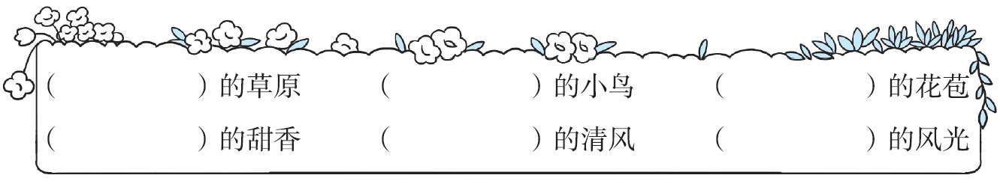 （ ）的草原 （ ）的小鸟 （ ）的花苞
（ ）的甜香 （ ）的清风 （ ）的风光